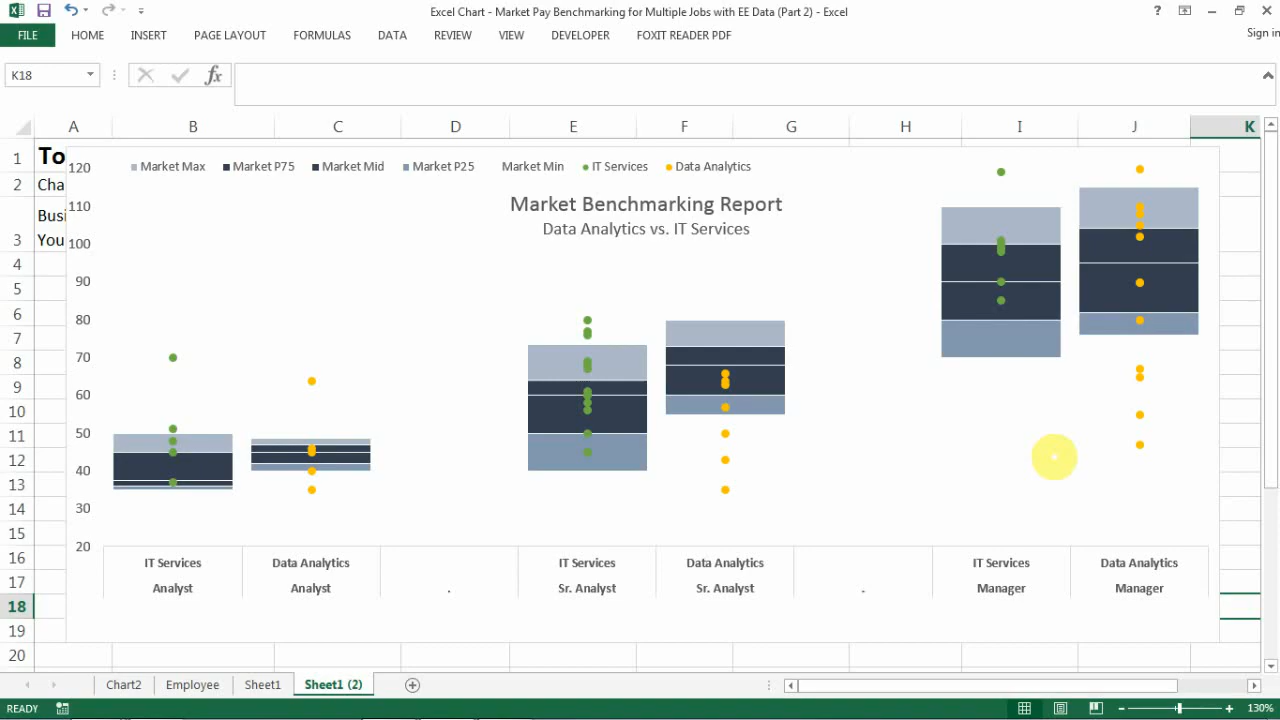 Excel Chart - Market Pay Benchmarking for Multiple Jobs with EE Data (Part 2) - Excel
?
FILE HOME INSERT PAGE LAYOUT FORMULAS DATA REVIEW VIEW DEVELOPER FOXIT READER PDF Sign in
K18 fx
A B C D E F G H I J K
1 To
2 Cha
Busi
3 You
4
5
6
7
8
9
10
11
12
13
14
15
16
17
18
19
20
Market Max Market P75 Market Mid Market P25 Market Min IT Services Data Analytics
Market Benchmarking Report
Data Analytics vs. IT Services
120
110
100
90
80
70
60
50
40
30
20
IT Services Data Analytics IT Services Data Analytics IT Services Data Analytics
Analyst Analyst . Sr. Analyst Sr. Analyst . Manager Manager
Chart2 Employee Sheet1 Sheet1 (2)
READY 130%